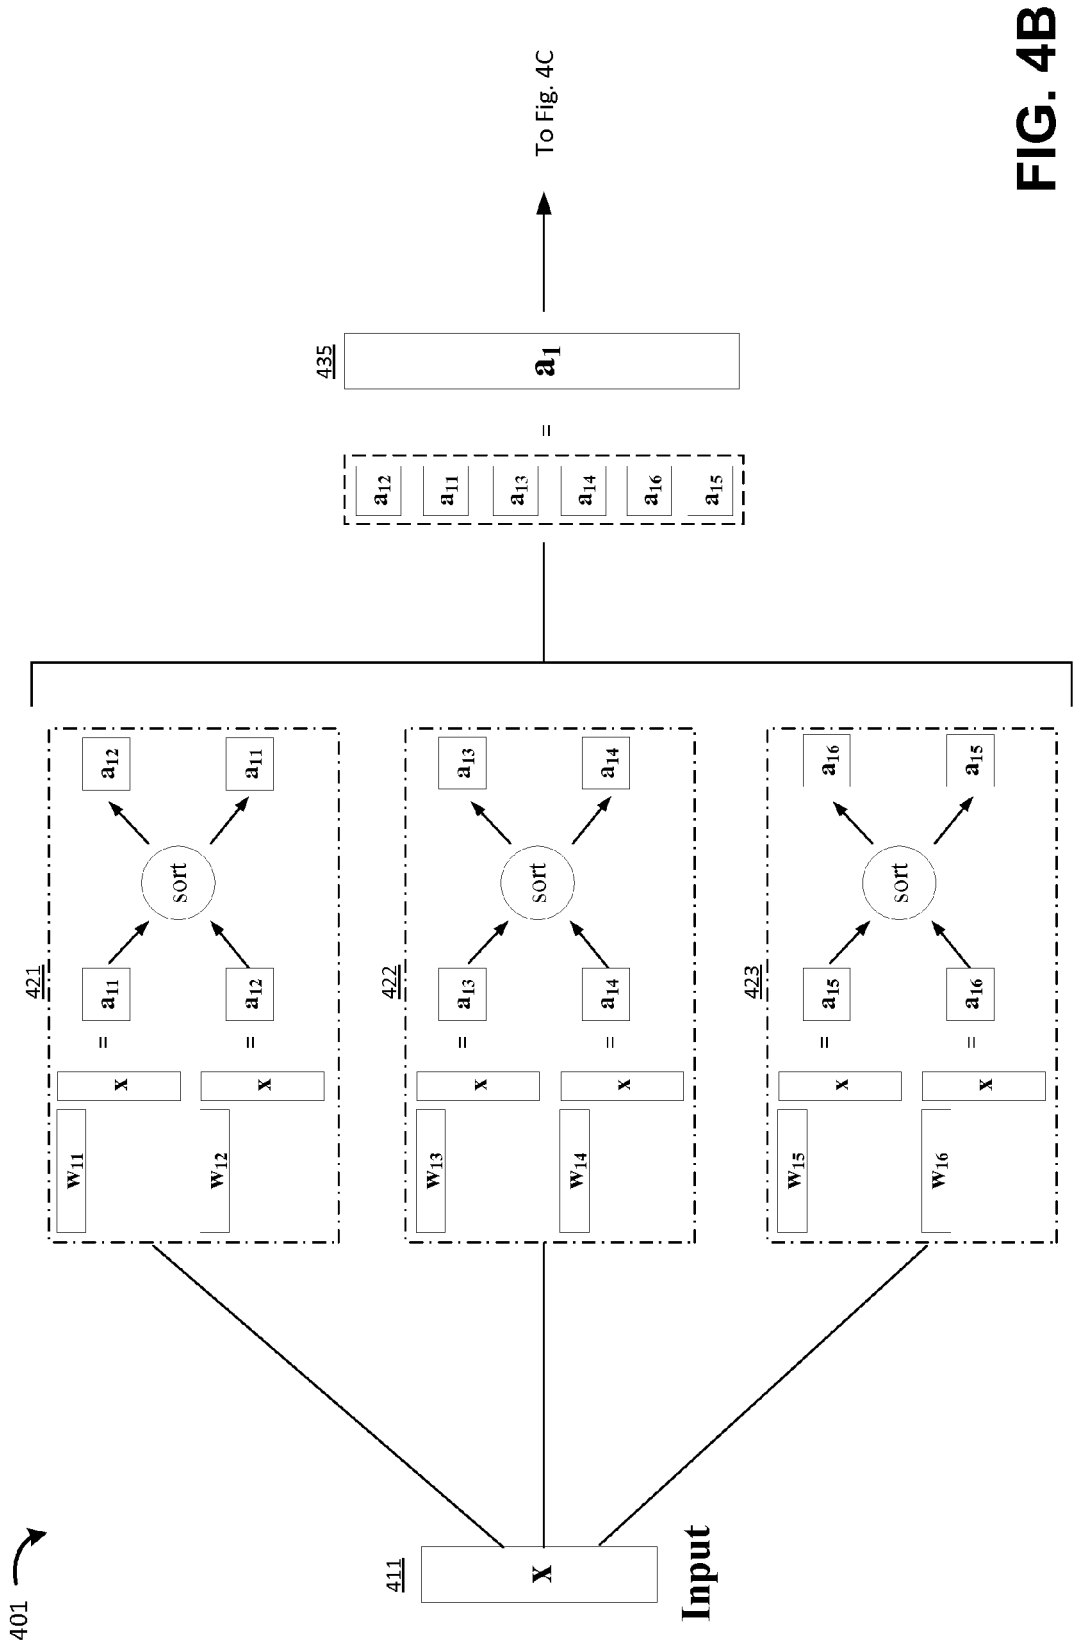 401
411
x
Input
421
w11
x
=
a11
w12
x
=
a12
sort
a12
a11
422
w13
x
=
a13
w14
x
=
a14
sort
a13
a14
423
w15
x
=
a15
w16
x
=
a16
sort
a16
a15
a12
a11
a13
a14
a16
a15
=
435
a1
To Fig. 4C
FIG. 4B